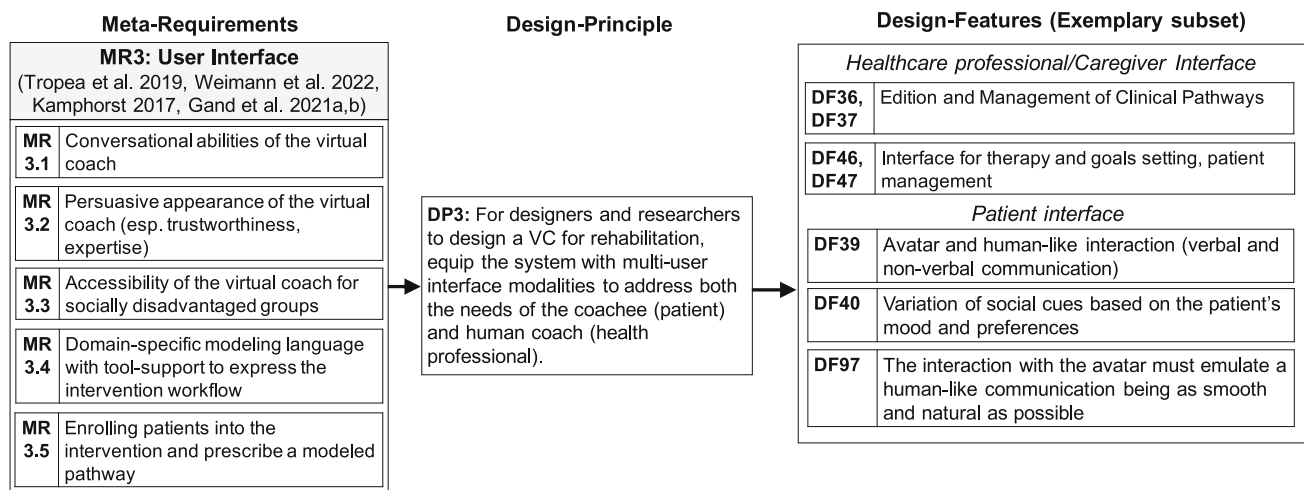 Meta-Requirements
MR3: User Interface
(Tropea et al. 2019, Weimann et al. 2022,
Kamphorst 2017, Gand et al. 2021a,b)
MR 3.1 Conversational abilities of the virtual
coach
MR 3.2 Persuasive appearance of the virtual
coach (esp. trustworthiness,
expertise)
MR 3.3 Accessibility of the virtual coach for
socially disadvantaged groups
MR 3.4 Domain-specific modeling language
with tool-support to express the
intervention workflow
MR 3.5 Enrolling patients into the
intervention and prescribe a modeled
pathway
Design-Principle
DP3: For designers and researchers
to design a VC for rehabilitation,
equip the system with multi-user
interface modalities to address both
the needs of the coachee (patient)
and human coach (health
professional).
Design-Features (Exemplary subset)
Healthcare professional/Caregiver Interface
DF36, DF37 Edition and Management of Clinical Pathways
DF46, DF47 Interface for therapy and goals setting, patient
management
Patient interface
DF39 Avatar and human-like interaction (verbal and
non-verbal communication)
DF40 Variation of social cues based on the patient's
mood and preferences
DF97 The interaction with the avatar must emulate a
human-like communication being as smooth
and natural as possible